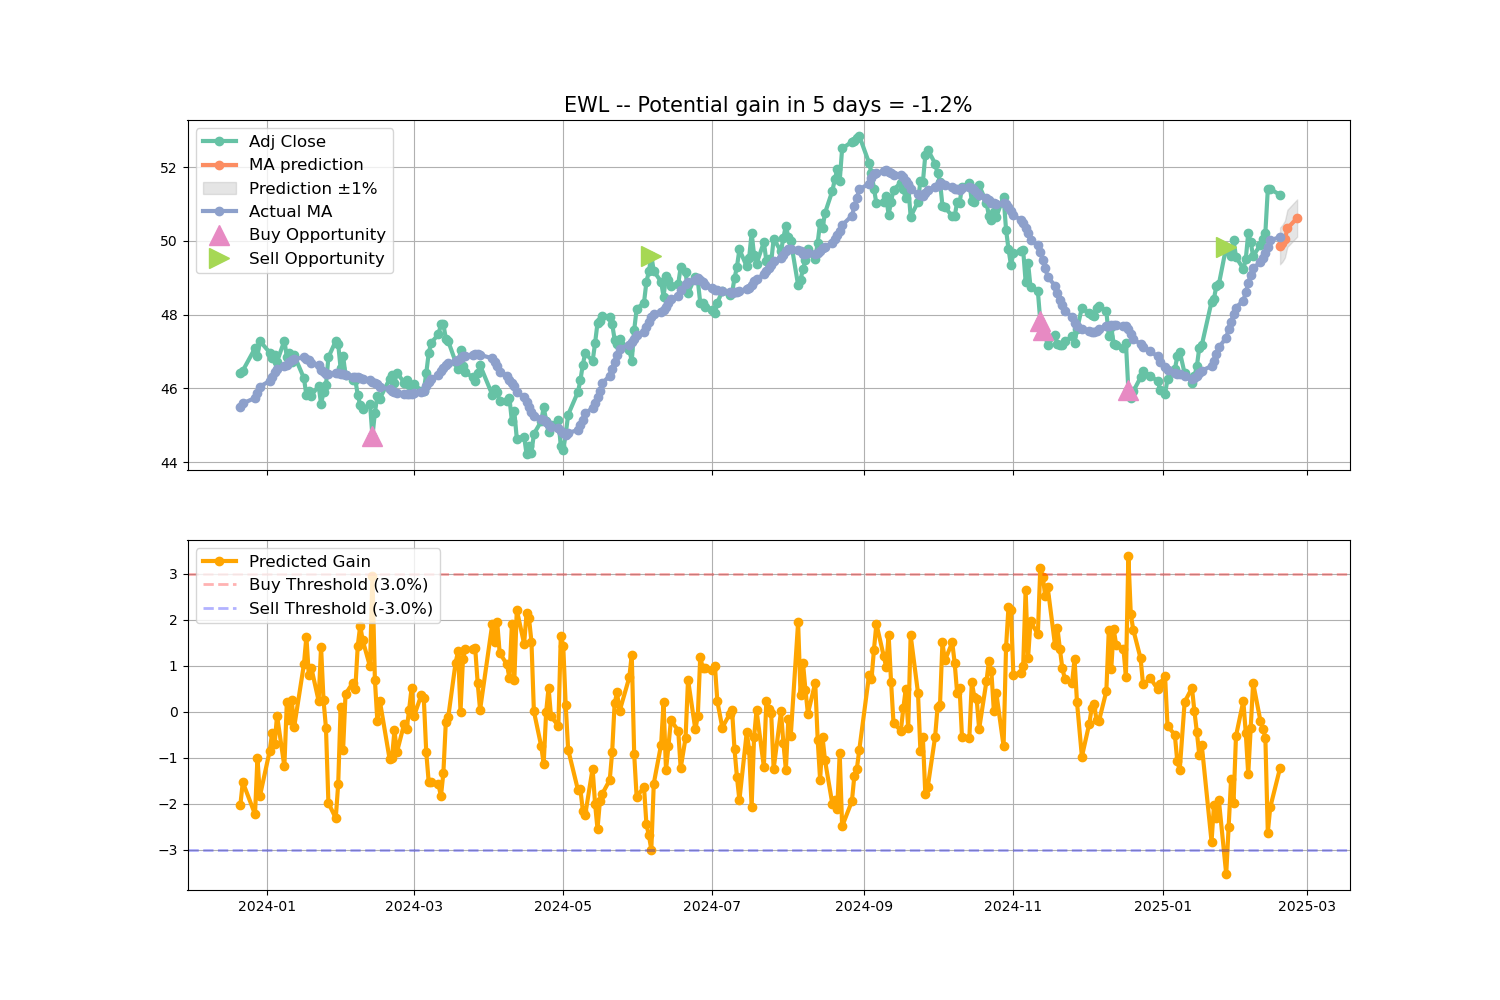 EWL -- Potential gain in 5 days = -1.2%
Adj Close
MA prediction
Prediction ±1%
Actual MA
Buy Opportunity
Sell Opportunity
52
50
48
46
44
Predicted Gain
Buy Threshold (3.0%)
Sell Threshold (-3.0%)
3
2
1
0
−1
−2
−3
2024-01 2024-03 2024-05 2024-07 2024-09 2024-11 2025-01 2025-03